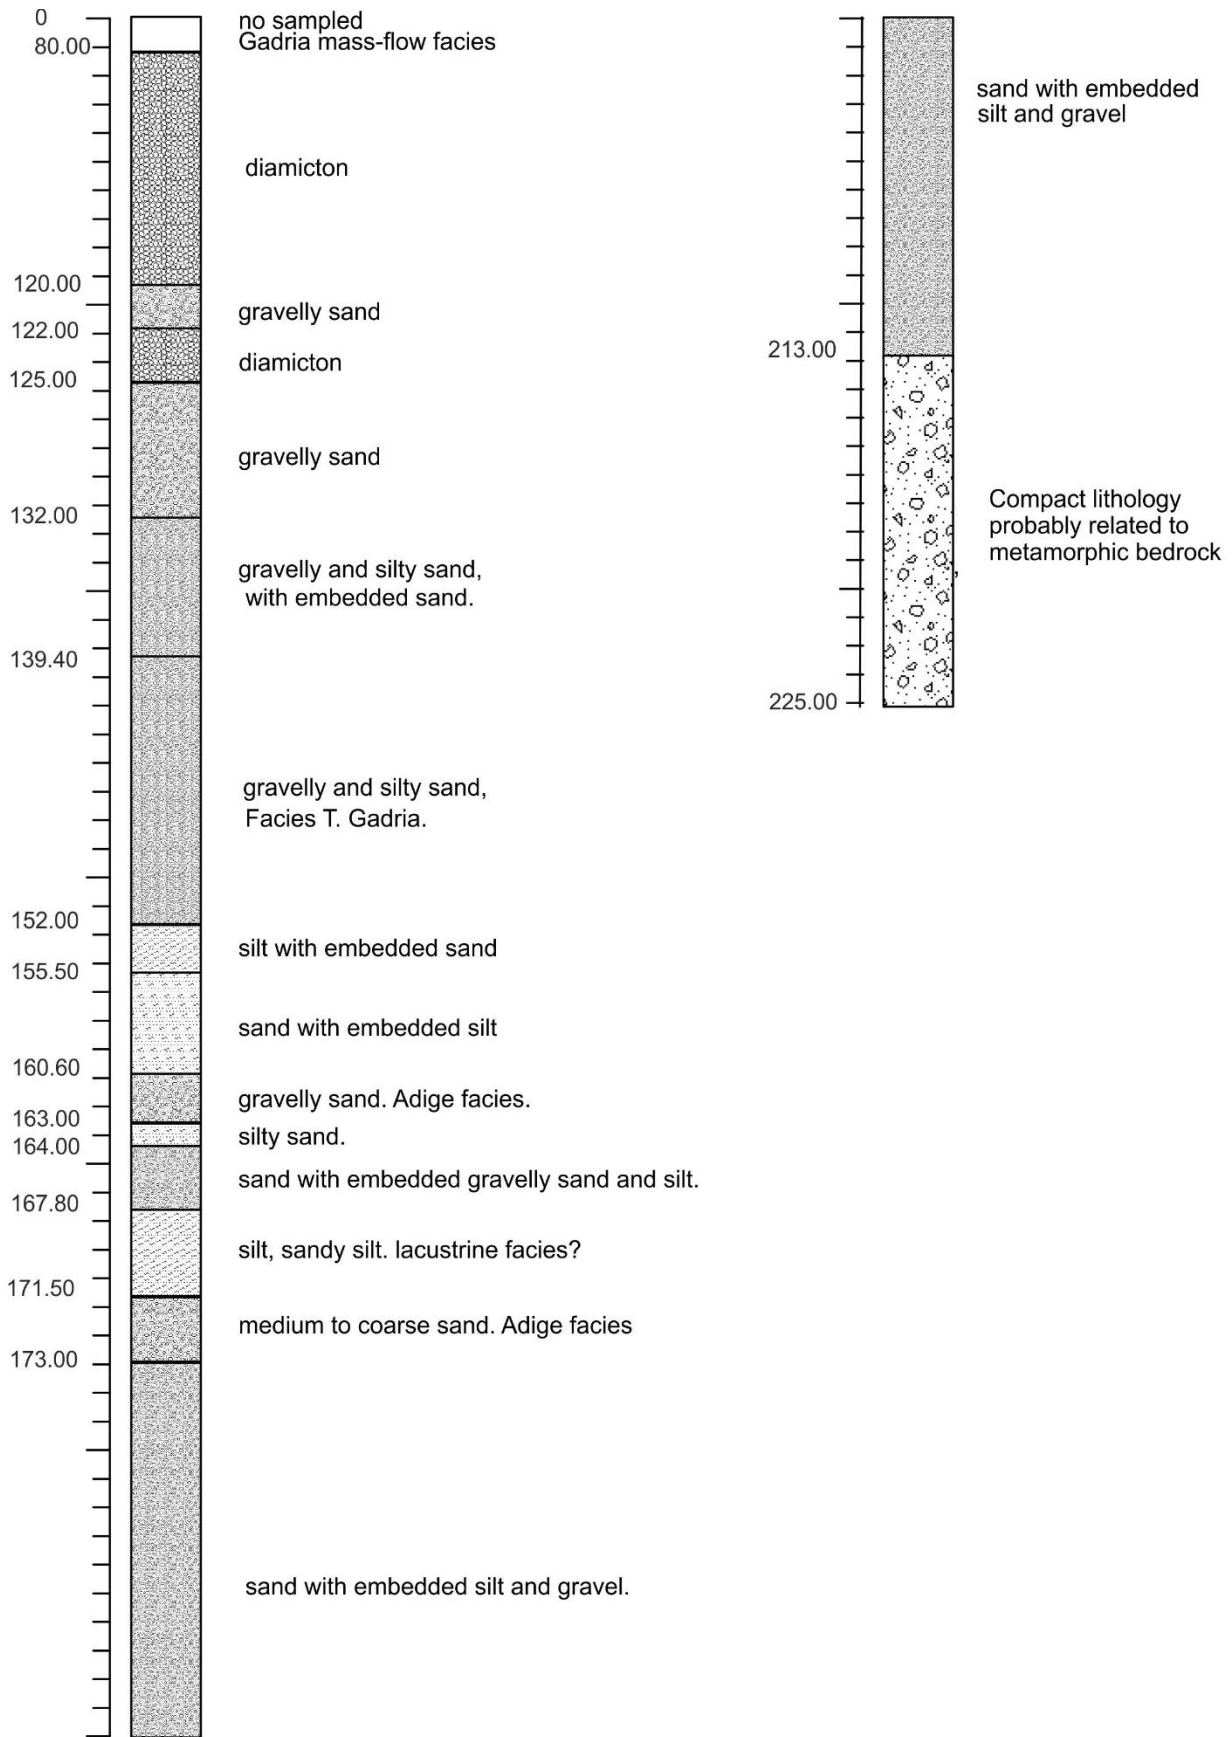 0
no sampled
80.00
Gadria mass-flow facies
diamicton
120.00
gravelly sand
122.00
diamicton
125.00
gravelly sand
132.00
gravelly and silty sand,
with embedded sand.
139.40
gravelly and silty sand,
Facies T. Gadria.
152.00
silt with embedded sand
155.50
sand with embedded silt
160.60
gravelly sand. Adige facies.
163.00
silty sand.
164.00
sand with embedded gravelly sand and silt.
167.80
silt, sandy silt. lacustrine facies?
171.50
medium to coarse sand. Adige facies
173.00
sand with embedded silt and gravel.
sand with embedded
silt and gravel
213.00
Compact lithology
probably related to
metamorphic bedrock
,
225.00